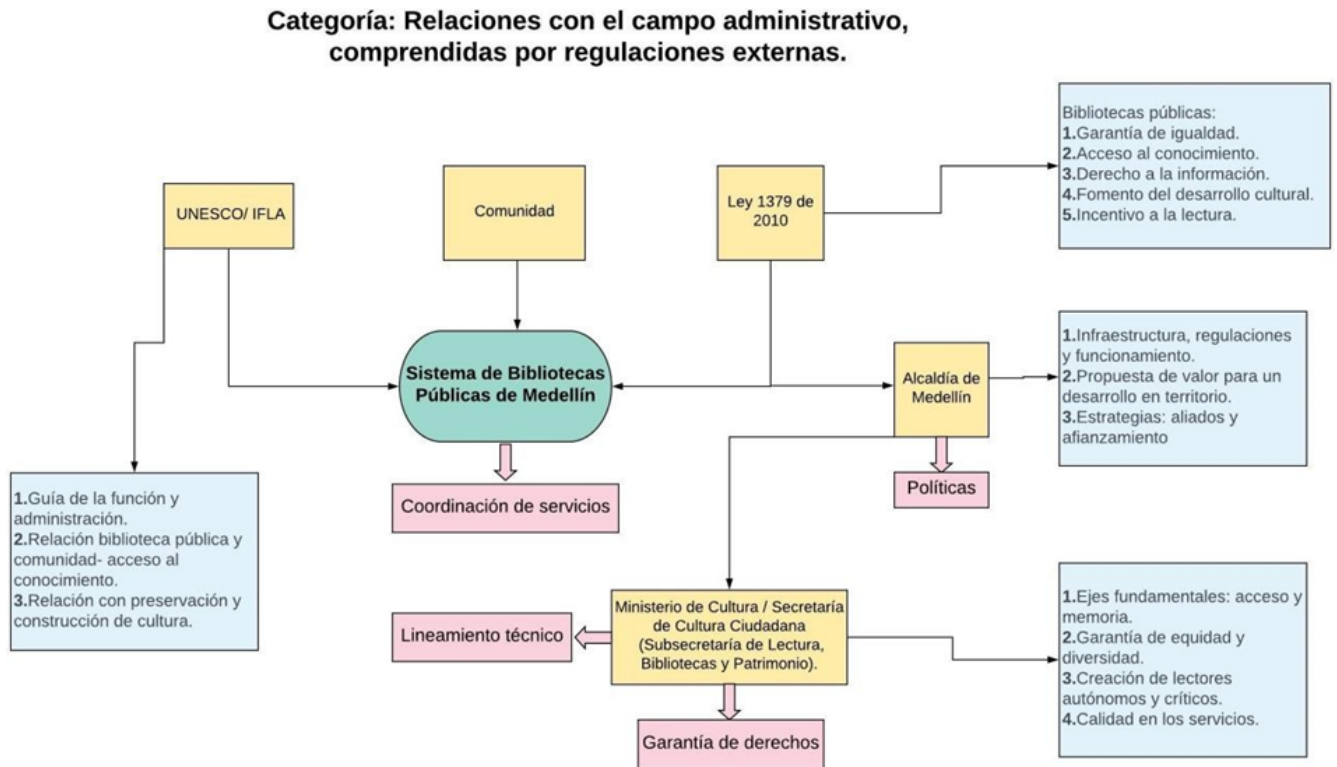 Categoría: Relaciones con el campo administrativo,
comprendidas por regulaciones externas.
UNESCO/ IFLA
Comunidad
Ley 1379 de
2010
Bibliotecas públicas:
1.Garantía de igualdad.
2.Acceso al conocimiento.
3.Derecho a la información.
4.Fomento del desarrollo cultural.
5.Incentivo a la lectura.
Sistema de Bibliotecas
Públicas de Medellín
Alcaldía de
Medellín
1.Infraestructura, regulaciones
y funcionamiento.
2.Propuesta de valor para un
desarrollo en territorio.
3.Estrategias: aliados y
afianzamiento
Políticas
Coordinación de servicios
1.Guía de la función y
administración.
2.Relación biblioteca pública y
comunidad- acceso al
conocimiento.
3.Relación con preservación y
construcción de cultura.
Lineamiento técnico
Ministerio de Cultura / Secretaría
de Cultura Ciudadana
(Subsecretaría de Lectura,
Bibliotecas y Patrimonio).
1.Ejes fundamentales: acceso y
memoria.
2.Garantía de equidad y
diversidad.
3.Creación de lectores
autónomos y críticos.
4.Calidad en los servicios.
Garantía de derechos